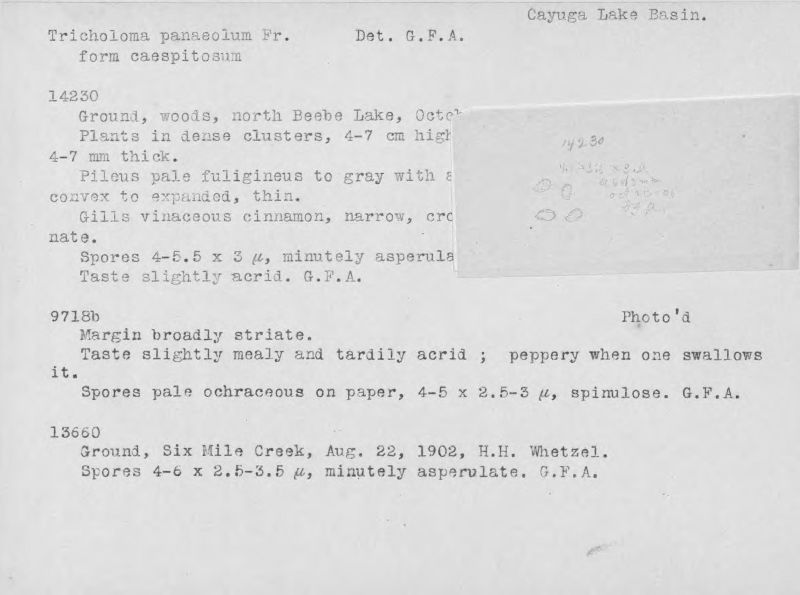 Cayuga Lake Basin.
Tricholoma panaeolum Fr. Det. G.F.A.
form caespitosum
14230
Ground, woods, north Beebe Lake,
Plants in dense clusters, 4-7 cm
4-7 mm thick.
Pileus pale fuligineus to gray with
convex to expanded, thin.
Gills vinaceous cinnamon, narrow,
nate.
Spores 4-5.5 x 3 µ, minutely asperula
Taste slightly acrid. G.F.A.
14230
9718b Photo'd
Margin broadly striate.
Taste slightly mealy and tardily acrid ; peppery when one swallows
it.
Spores pale ochraceous on paper, 4-5 x 2.5-3 µ, spinulose. G.F.A.
13660
Ground, Six Mile Creek, Aug. 22, 1902, H.H. Whetzel.
Spores 4-6 x 2.5-3.5 µ, minutely asperulate. G.F.A.